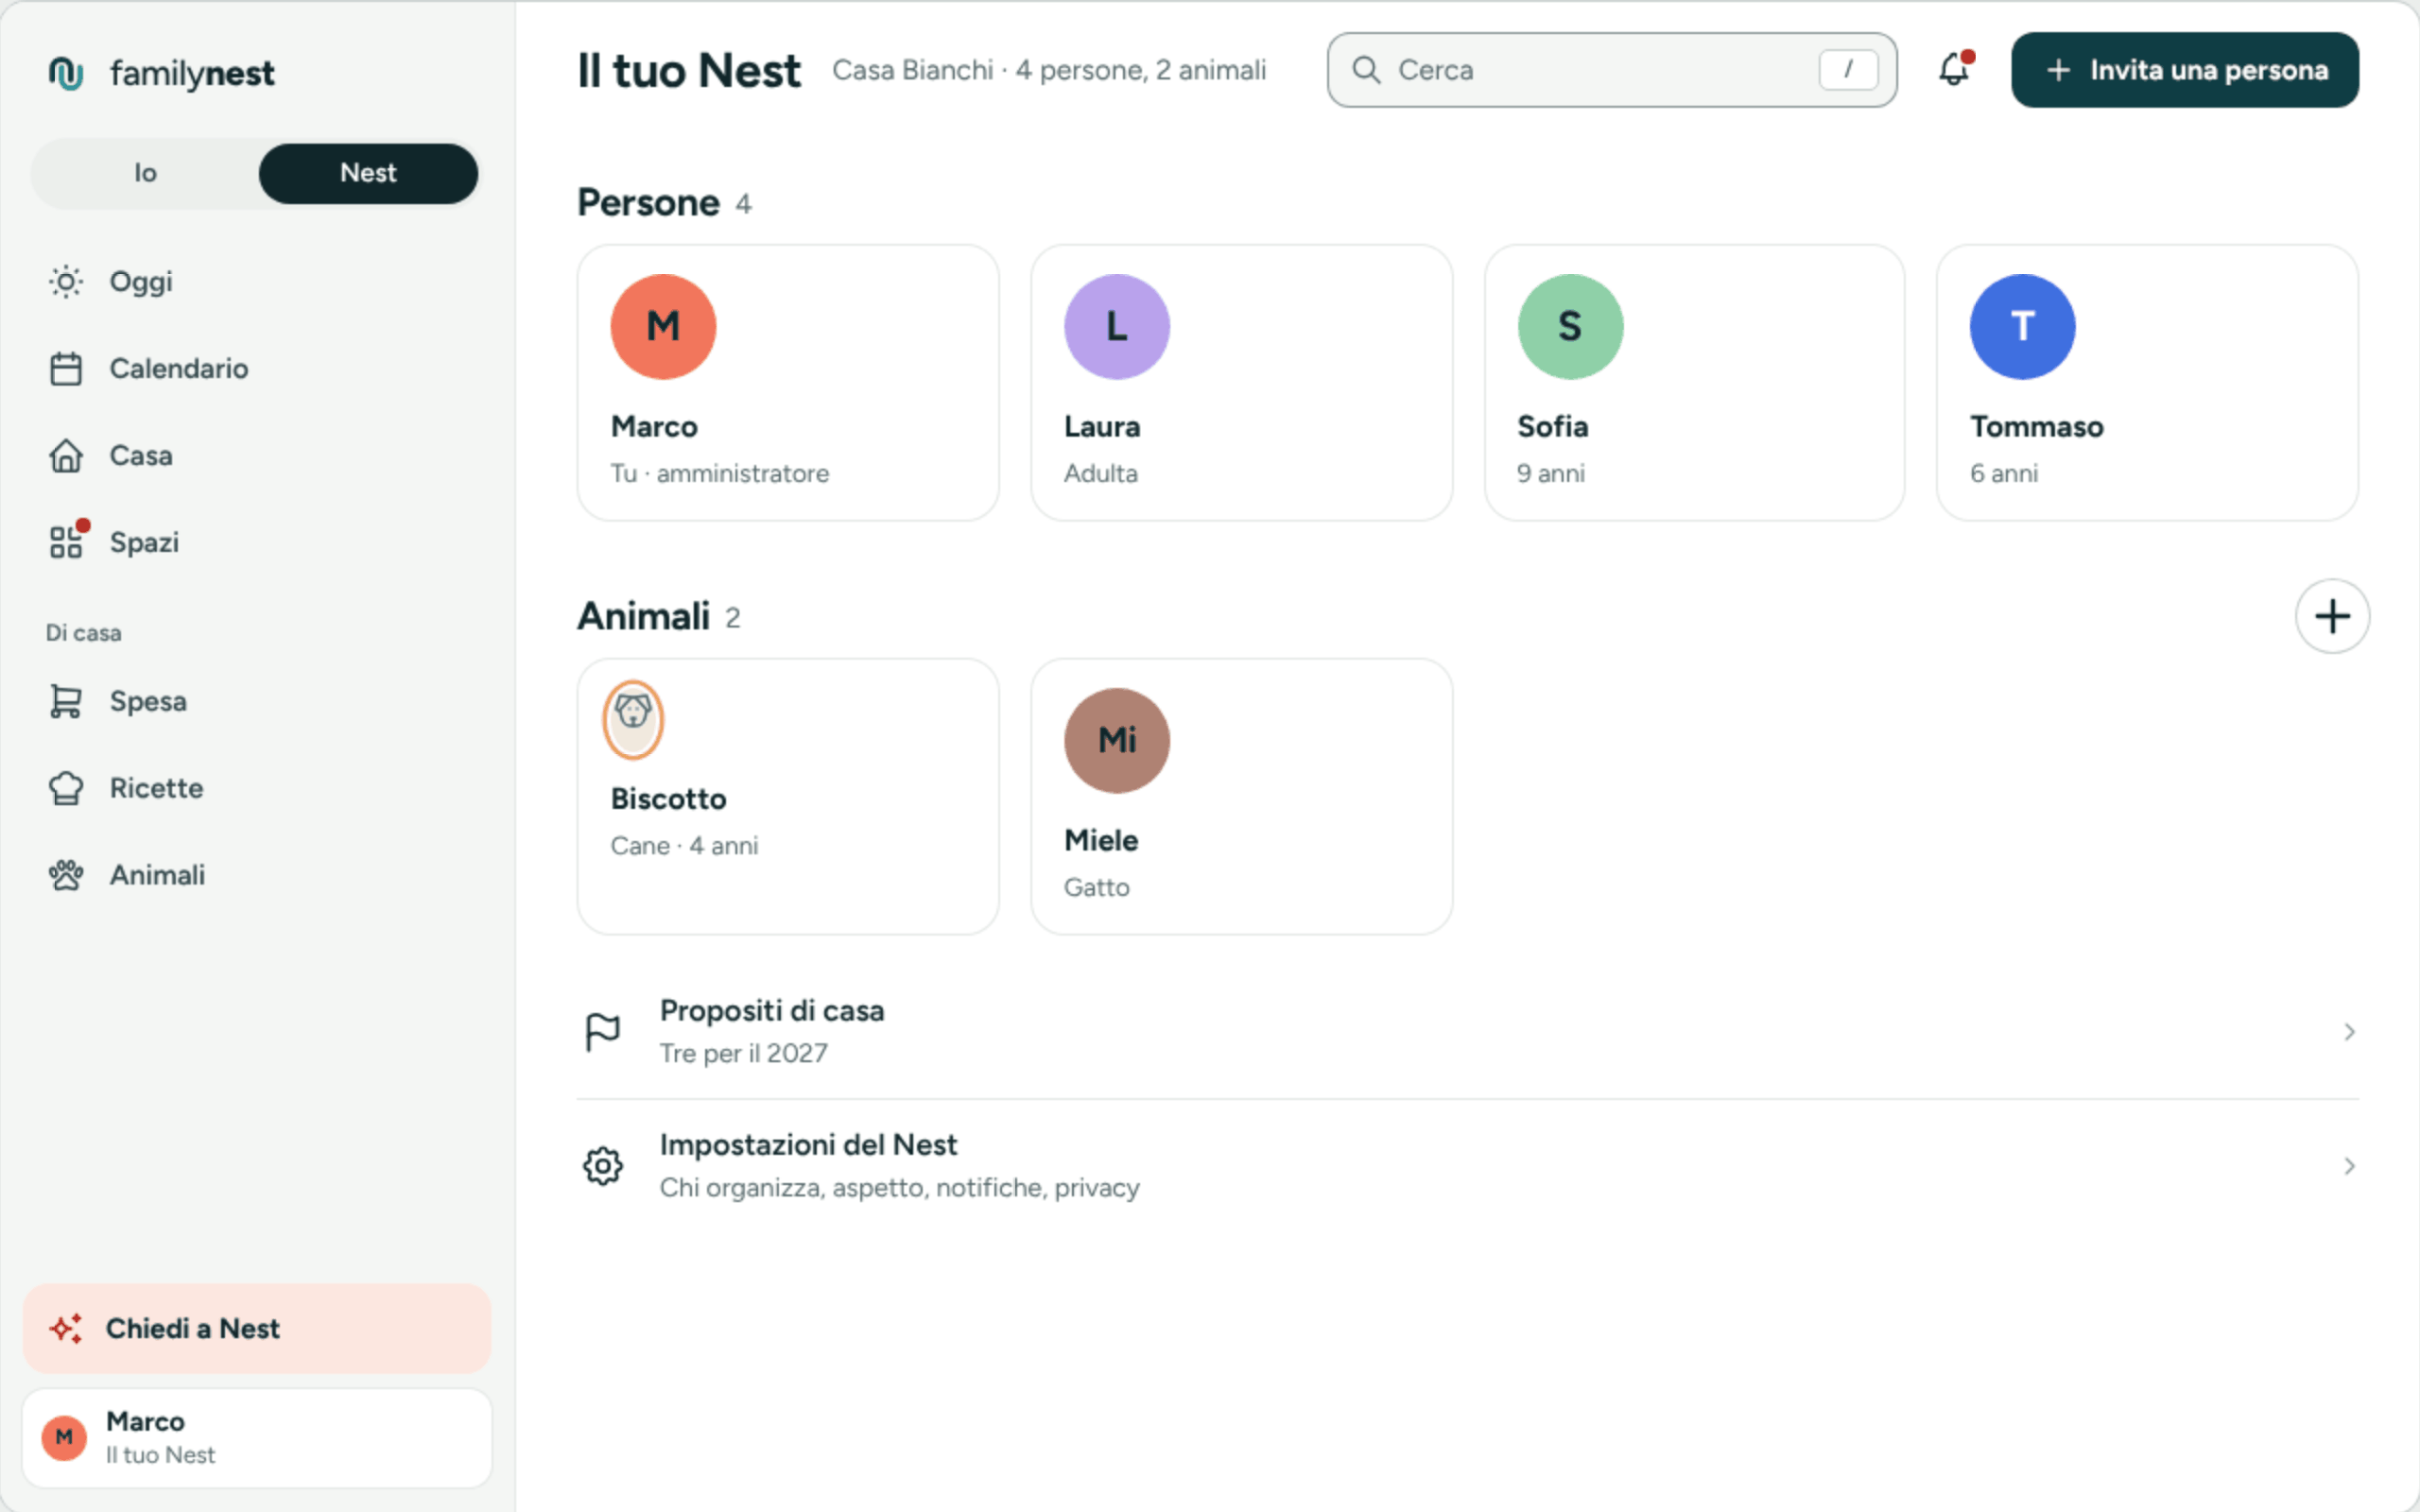 familynest
Io
Nest
Oggi
Calendario
Casa
Spazi
Di casa
Spesa
Ricette
Animali
Chiedi a Nest
M
Marco
Il tuo Nest
Il tuo Nest
Casa Bianchi · 4 persone, 2 animali
Cerca
/
+ Invita una persona
Persone 4
M
Marco
Tu · amministratore
L
Laura
Adulta
S
Sofia
9 anni
T
Tommaso
6 anni
Animali 2
Biscotto
Cane · 4 anni
Mi
Miele
Gatto
Propositi di casa
Tre per il 2027
Impostazioni del Nest
Chi organizza, aspetto, notifiche, privacy